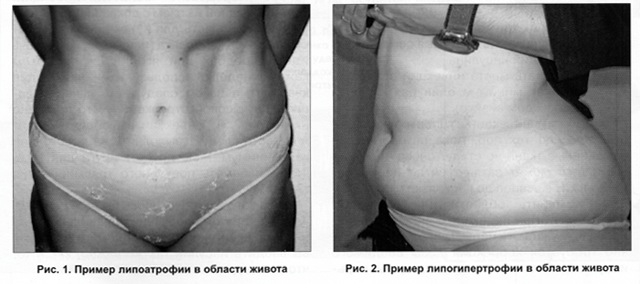 Рис. 1. Пример липоатрофии в области живота
Рис. 2. Пример липогипертрофии в области живота